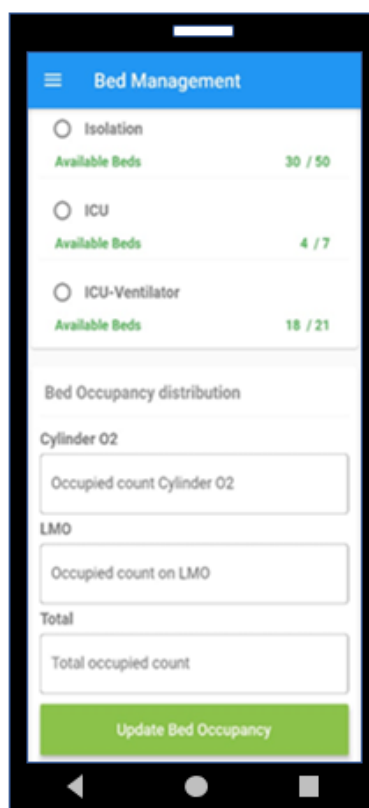 Bed Management
Isolation
Available Beds 30 / 50
ICU
Available Beds 4 / 7
ICU-Ventilator
Available Beds 18 / 21
Bed Occupancy distribution
Cylinder O2
Occupied count Cylinder O2
LMO
Occupied count on LMO
Total
Total occupied count
Update Bed Occupancy